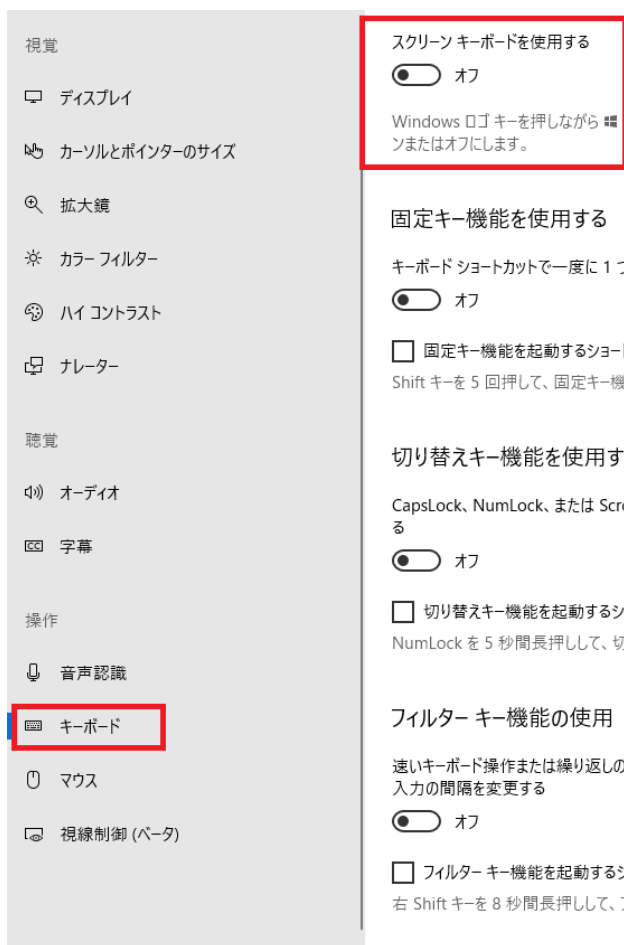 視覚
ディスプレイ
カーソルとポインターのサイズ
拡大鏡
カラー フィルター
ハイ コントラスト
ナレーター
聴覚
オーディオ
字幕
操作
音声認識
キーボード
マウス
視線制御 (ベータ)
スクリーン キーボードを使用する
オフ
Windows ロゴ キーを押しながら
ンまたはオフにします。
固定キー機能を使用する
キーボード ショートカットで一度に 1 つ
オフ
固定キー機能を起動するショー
Shift キーを 5 回押して、固定キー機
切り替えキー機能を使用す
CapsLock、NumLock、または Scr
る
オフ
切り替えキー機能を起動するシ
NumLock を 5 秒間長押しして、切
フィルター キー機能の使用
速いキーボード操作または繰り返しの
入力の間隔を変更する
オフ
フィルター キー機能を起動する
右 Shift キーを 8 秒間長押しして、